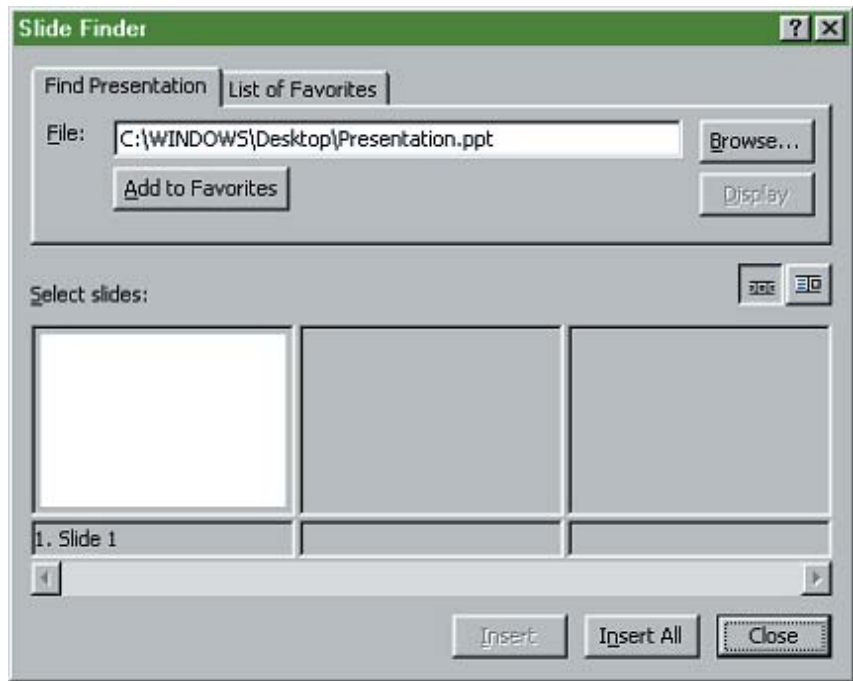 Slide Finder
Find Presentation List of Favorites
File: C:\WINDOWS\Desktop\Presentation.ppt Browse...
Add to Favorites Display
Select slides:
1. Slide 1
Insert Insert All Close